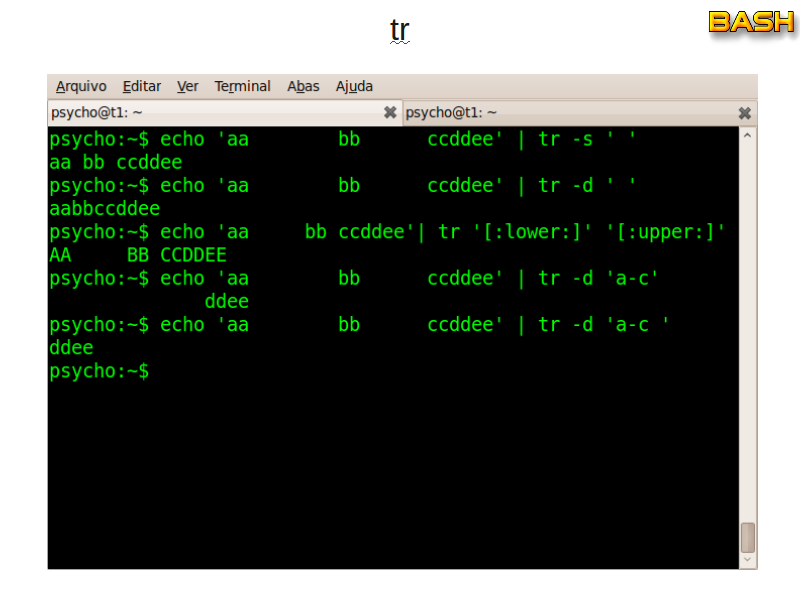 tr
BASH
Arquivo Editar Ver Terminal Abas Ajuda
psycho@t1: ~ psycho@t1: ~
psycho:~$ echo 'aa        bb      ccddee' | tr -s ' '
aa bb ccddee
psycho:~$ echo 'aa        bb      ccddee' | tr -d ' '
aabbccddee
psycho:~$ echo 'aa     bb ccddee'| tr '[:lower:]' '[:upper:]'
AA     BB CCDDEE
psycho:~$ echo 'aa        bb      ccddee' | tr -d 'a-c'
              ddee
psycho:~$ echo 'aa        bb      ccddee' | tr -d 'a-c '
ddee
psycho:~$